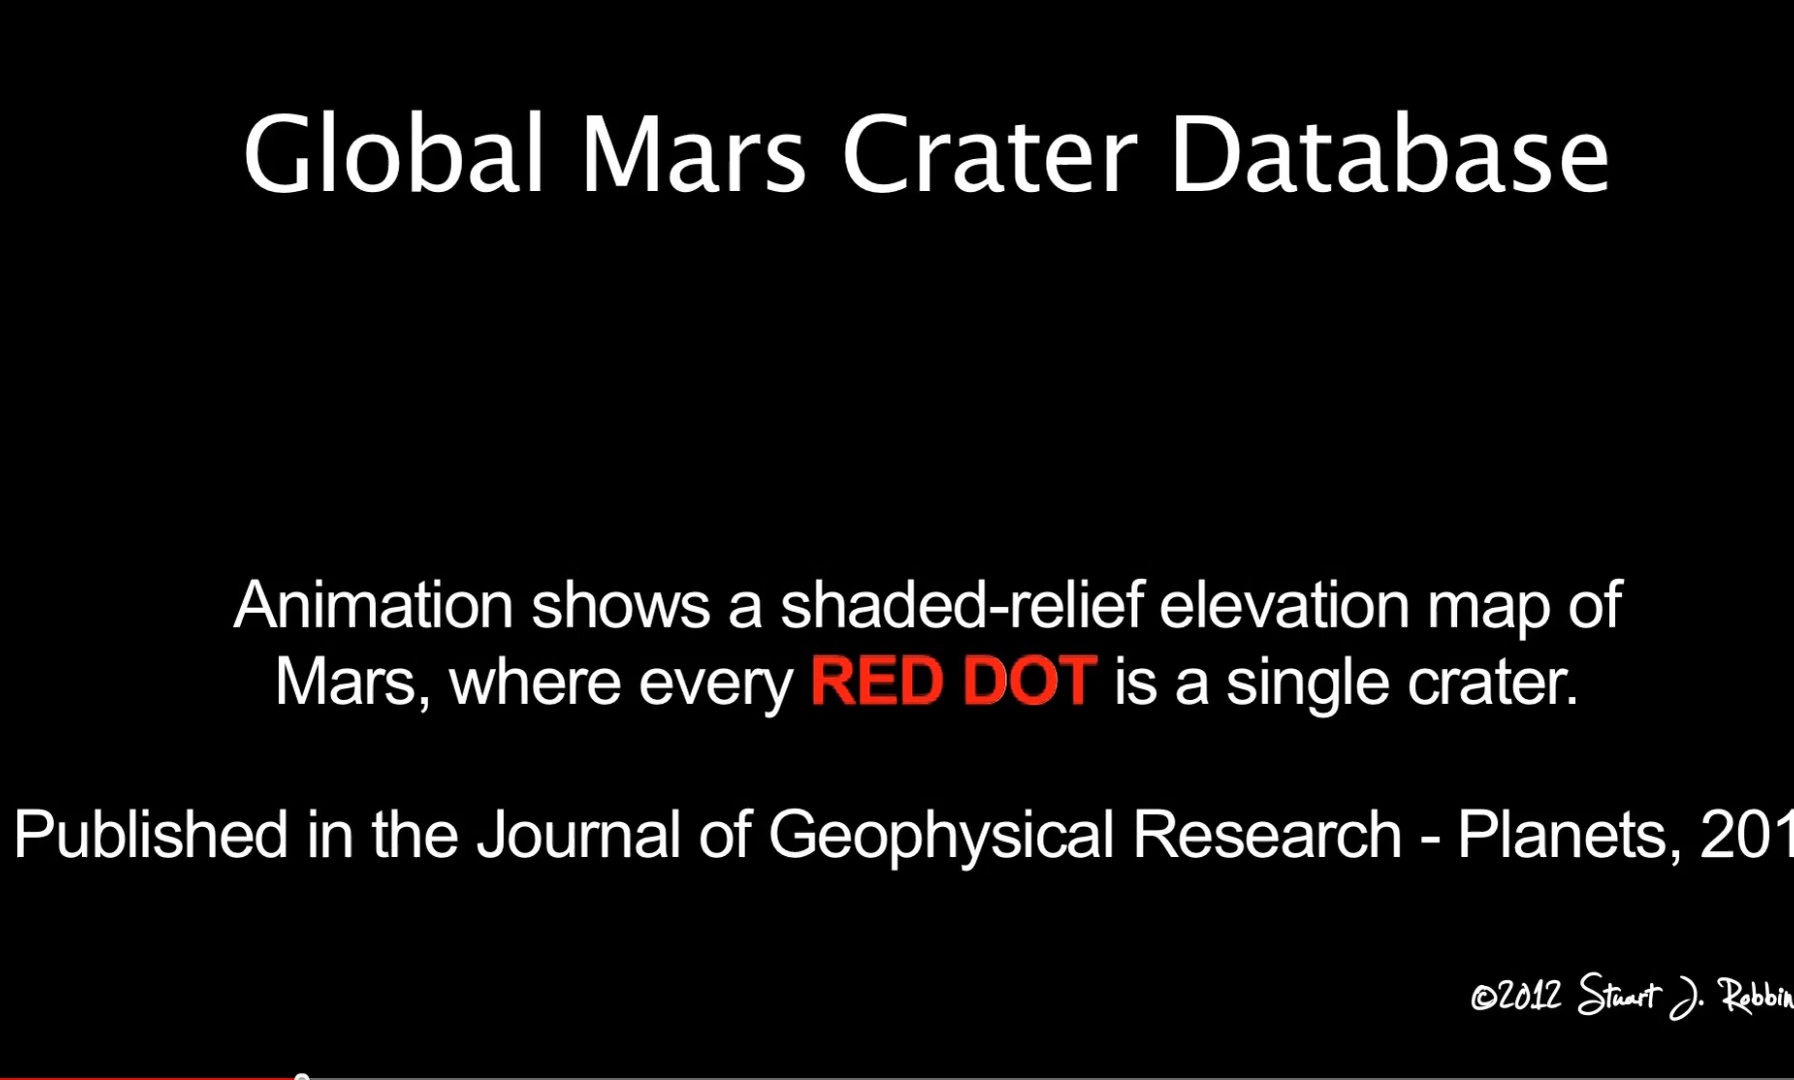 Global Mars Crater Database
Animation shows a shaded-relief elevation map of
Mars, where every RED DOT is a single crater.
Published in the Journal of Geophysical Research - Planets, 201
©2012 Stuart J. Robbin